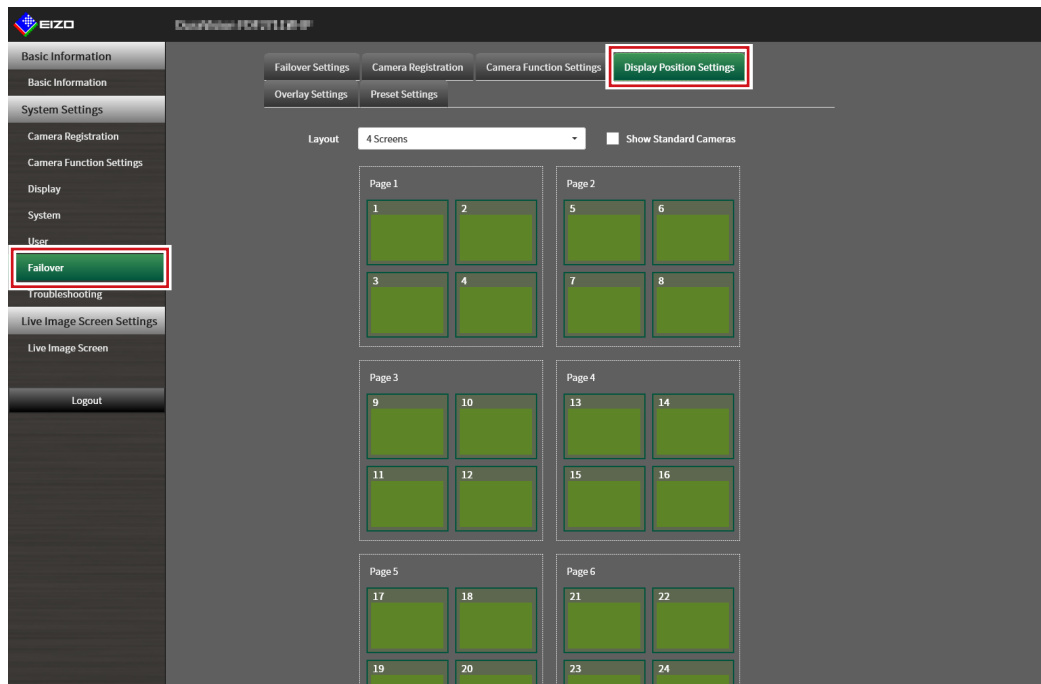 EIZO
Basic Information
Basic Information
System Settings
Camera Registration
Camera Function Settings
Display
System
User
Failover
Troubleshooting
Live Image Screen Settings
Live Image Screen
Logout
Failover Settings Camera Registration Camera Function Settings Display Position Settings
Overlay Settings Preset Settings
Layout 4 Screens Show Standard Cameras
Page 1 Page 2
1 2 5 6
3 4 7 8
Page 3 Page 4
9 10 13 14
11 12 15 16
Page 5 Page 6
17 18 21 22
19 20 23 24